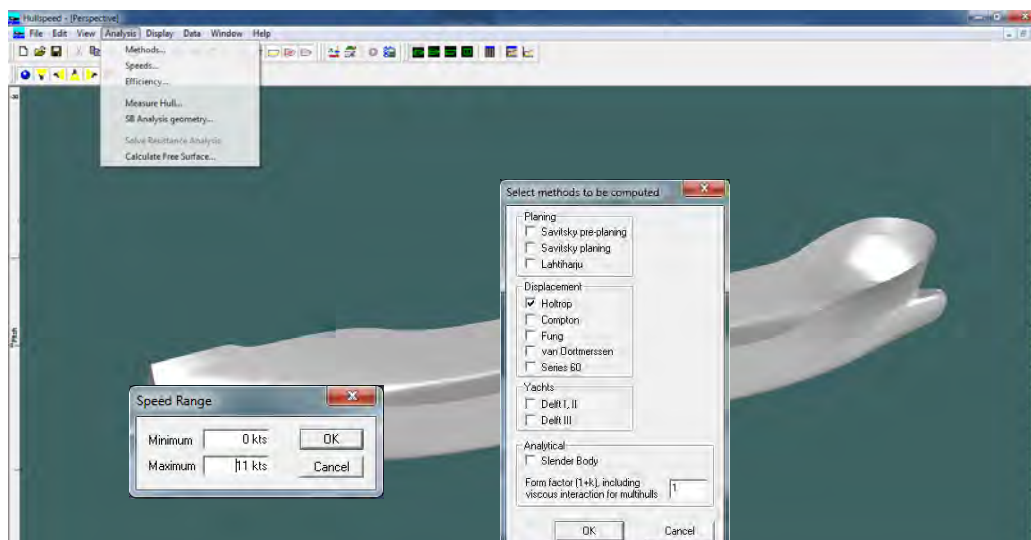 Hullspeed - [Perspective]
File Edit View Analysis Display Data Window Help
Methods...
Speeds...
Efficiency...
Measure Hull...
SB Analysis geometry...
Solve Resistance Analysis
Calculate Free Surface...
Pitch
Select methods to be computed
Planing
Savitsky pre-planing
Savitsky planing
Lahtiharju
Displacement
Holtrop
Compton
Fung
van Oortmerssen
Series 60
Yachts
Delft I, II
Delft III
Analytical
Slender Body
Form factor (1+k), including
viscous interaction for multihulls
1
OK Cancel
Speed Range
Minimum 0 kts OK
Maximum 11 kts Cancel